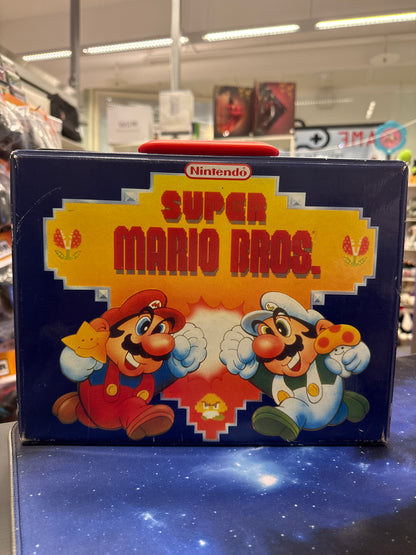 Nintendo
SUPER
MARIO BROS.